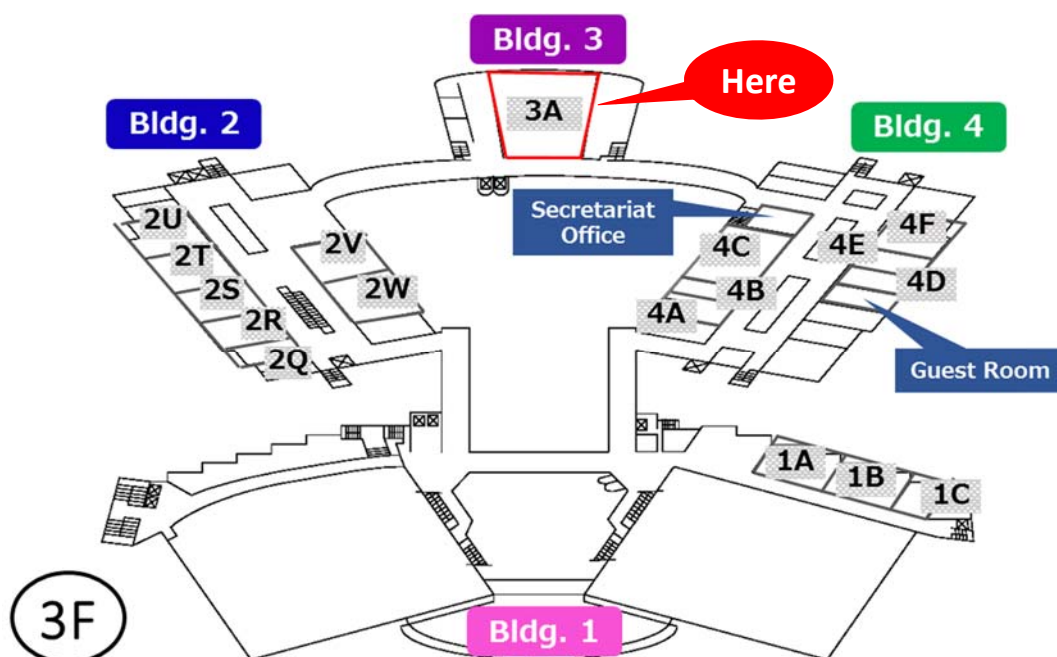 Bldg. 3
Here
Bldg. 2
3A
Bldg. 4
Secretariat
Office
2U
2V
4C
4E
4F
2T
2S
2W
4B
4D
2R
4A
2Q
Guest Room
1A
1B
1C
3F
Bldg. 1